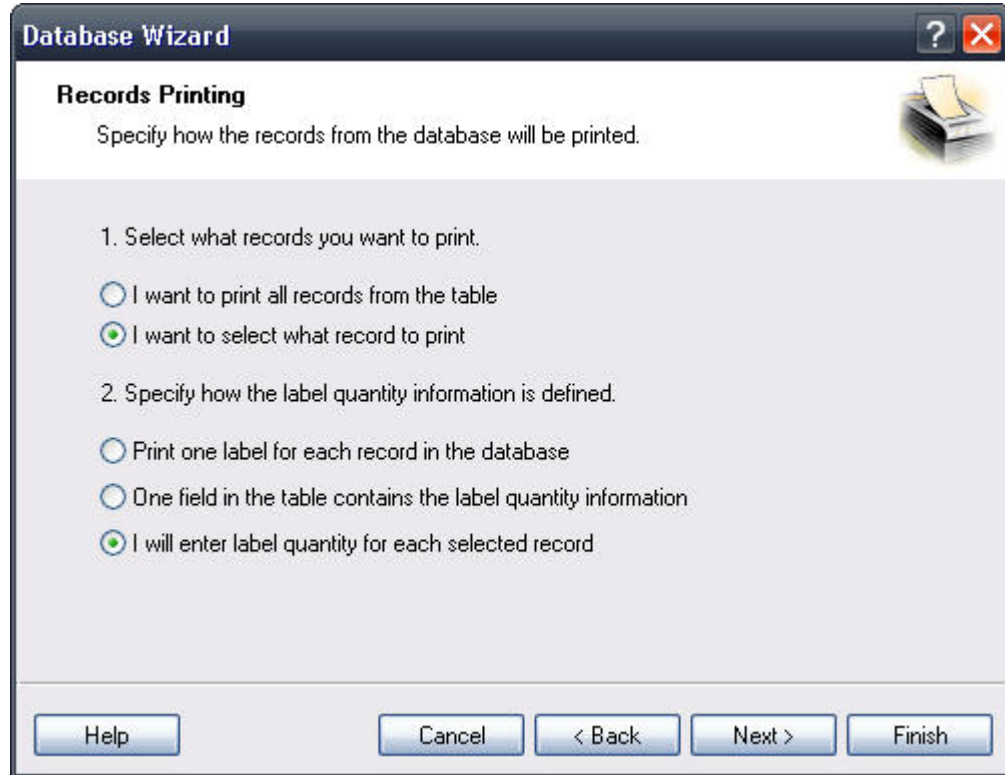 Database Wizard
?
Records Printing
Specify how the records from the database will be printed.
1. Select what records you want to print.
I want to print all records from the table
I want to select what record to print
2. Specify how the label quantity information is defined.
Print one label for each record in the database
One field in the table contains the label quantity information
I will enter label quantity for each selected record
Help Cancel < Back Next > Finish